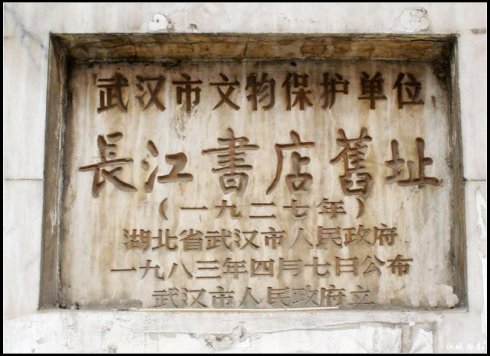 武汉市文物保护单位
長江書店舊址
（一九二七年）
湖北省武汉市人民政府
一九八三年四月七日公布
武汉市人民政府立